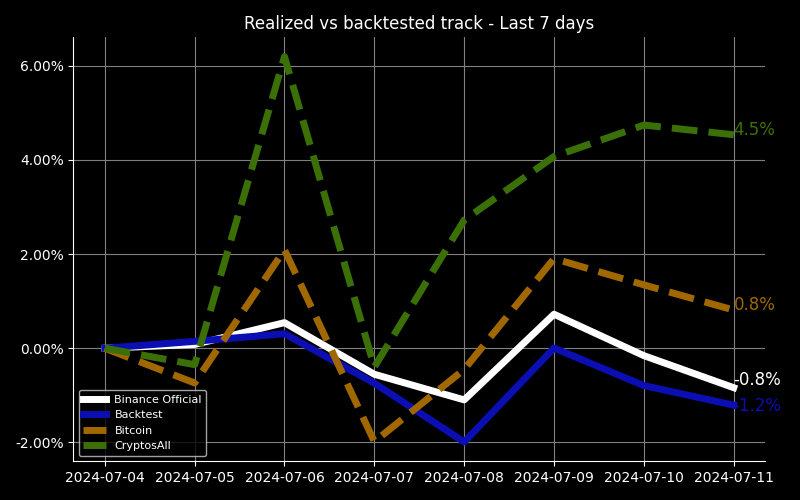 Realized vs backtested track - Last 7 days
6.00%
4.00%
2.00%
0.00%
-2.00%
4.5%
0.8%
-0.8%
-1.2%
Binance Official
Backtest
Bitcoin
CryptosAll
2024-07-04 2024-07-05 2024-07-06 2024-07-07 2024-07-08 2024-07-09 2024-07-10 2024-07-11